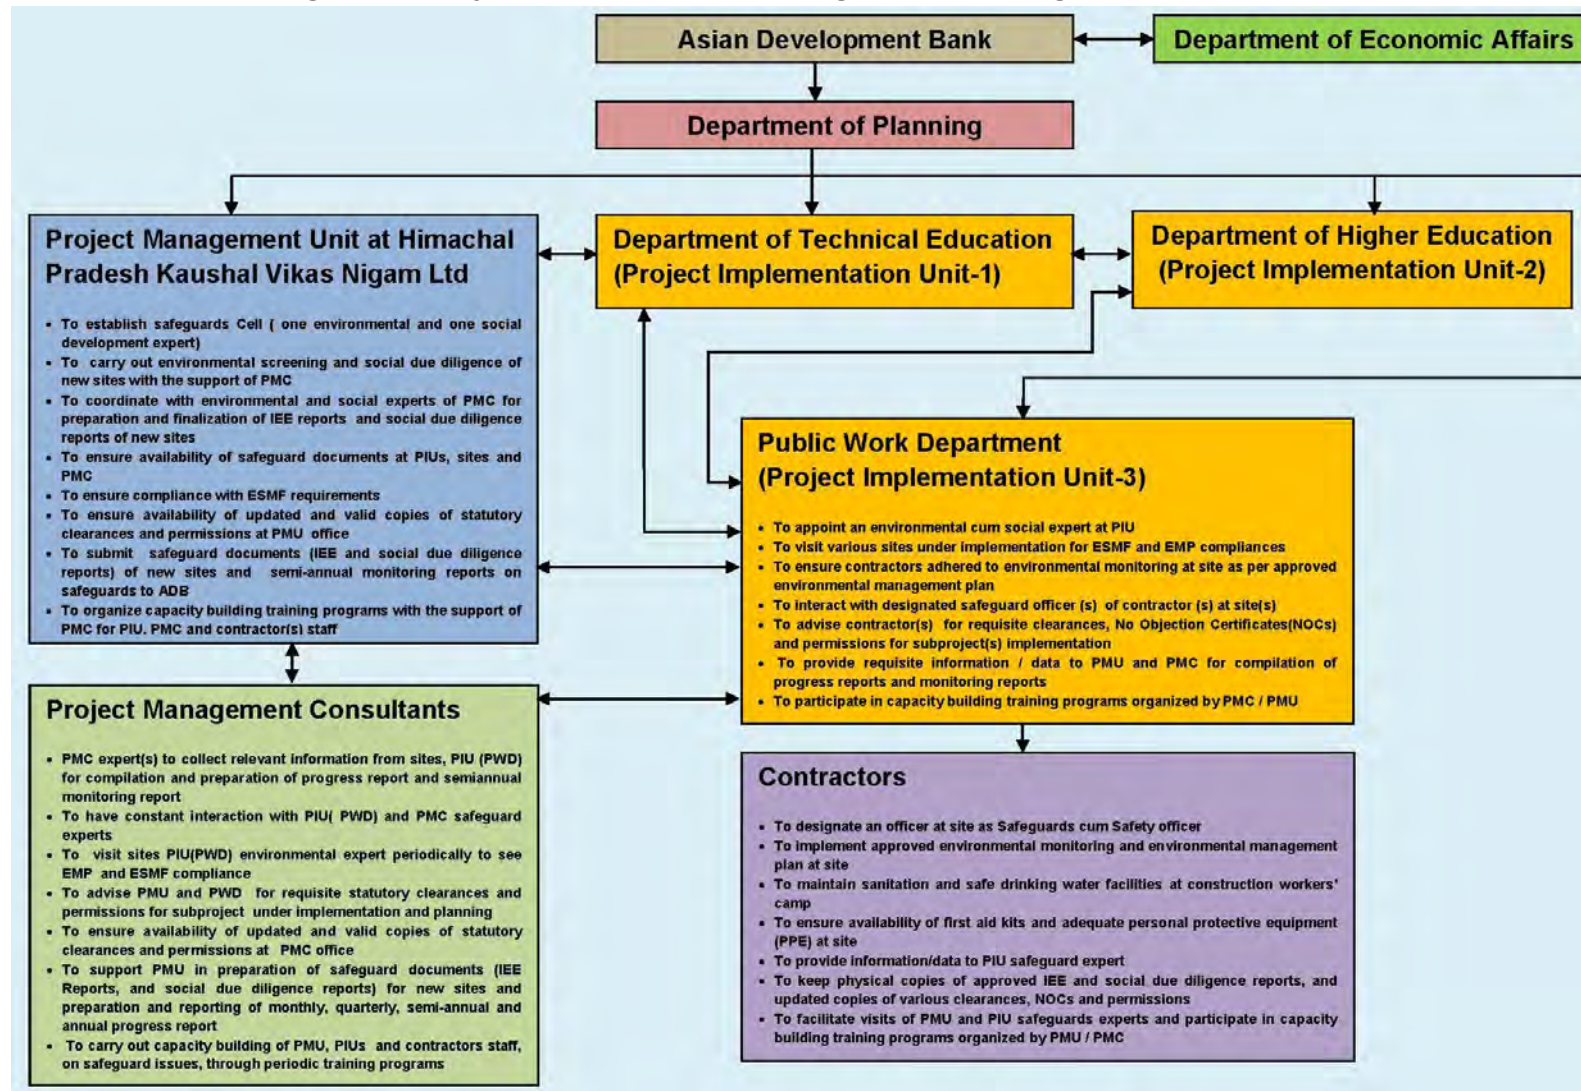 Asian Development Bank
Department of Economic Affairs
Department of Planning
Project Management Unit at Himachal
Pradesh Kaushal Vikas Nigam Ltd
• To establish safeguards Cell ( one environmental and one social
development expert)
• To carry out environmental screening and social due diligence of
new sites with the support of PMC
• To coordinate with environmental and social experts of PMC for
preparation and finalization of IEE reports and social due diligence
reports of new sites
• To ensure availability of safeguard documents at PIUs, sites and
PMC
• To ensure compliance with ESMF requirements
• To ensure availability of updated and valid copies of statutory
clearances and permissions at PMU office
• To submit safeguard documents (IEE and social due diligence
reports) of new sites and semi-annual monitoring reports on
safeguards to ADB
• To organize capacity building training programs with the support of
PMC for PIU. PMC and contractor(s) staff
Department of Technical Education
(Project Implementation Unit-1)
Department of Higher Education
(Project Implementation Unit-2)
Public Work Department
(Project Implementation Unit-3)
• To appoint an environmental cum social expert at PIU
• To visit various sites under implementation for ESMF and EMP compliances
• To ensure contractors adhered to environmental monitoring at site as per approved
environmental management plan
• To interact with designated safeguard officer (s) of contractor (s) at site(s)
• To advise contractor(s) for requisite clearances, No Objection Certificates(NOCs)
and permissions for subproject(s) implementation
• To provide requisite information / data to PMU and PMC for compilation of
progress reports and monitoring reports
• To participate in capacity building training programs organized by PMC / PMU
Project Management Consultants
• PMC expert(s) to collect relevant information from sites, PIU (PWD)
for compilation and preparation of progress report and semiannual
monitoring report
• To have constant interaction with PIU( PWD) and PMC safeguard
experts
• To visit sites PIU(PWD) environmental expert periodically to see
EMP and ESMF compliance
• To advise PMU and PWD for requisite statutory clearances and
permissions for subproject under implementation and planning
• To ensure availability of updated and valid copies of statutory
clearances and permissions at PMC office
• To support PMU in preparation of safeguard documents (IEE
Reports, and social due diligence reports) for new sites and
preparation and reporting of monthly, quarterly, semi-annual and
annual progress report
• To carry out capacity building of PMU, PIUs and contractors staff,
on safeguard issues, through periodic training programs
Contractors
• To designate an officer at site as Safeguards cum Safety officer
• To implement approved environmental monitoring and environmental management
plan at site
• To maintain sanitation and safe drinking water facilities at construction workers'
camp
• To ensure availability of first aid kits and adequate personal protective equipment
(PPE) at site
• To provide information/data to PIU safeguard expert
• To keep physical copies of approved IEE and social due diligence reports, and
updated copies of various clearances, NOCs and permissions
• To facilitate visits of PMU and PIU safeguards experts and participate in capacity
building training programs organized by PMU / PMC